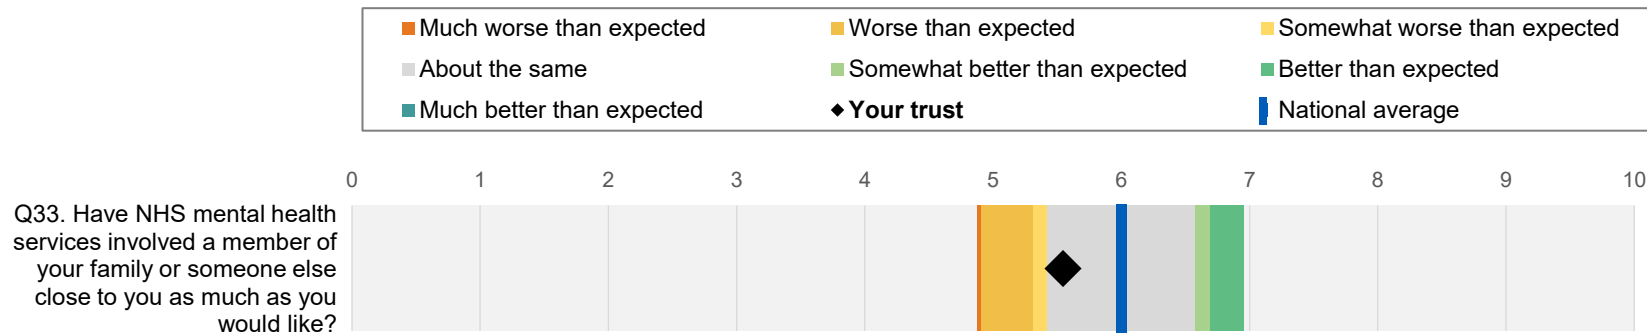 Much worse than expected
Worse than expected
Somewhat worse than expected
About the same
Somewhat better than expected
Better than expected
Much better than expected
Your trust
National average
0 1 2 3 4 5 6 7 8 9 10
Q33. Have NHS mental health
services involved a member of
your family or someone else
close to you as much as you
would like?